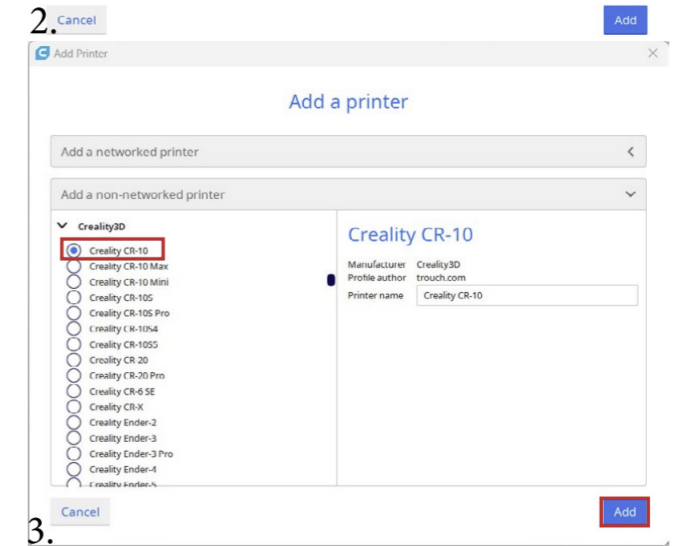 2. Cancel Add
Add Printer
Add a printer
Add a networked printer
Add a non-networked printer
Creality3D
Creality CR-10
Creality CR-10 Max
Creality CR-10 Mini
Creality CR-10S
Creality CR-10S Pro
Creality CR-10S4
Creality CR-10S5
Creality CR-20
Creality CR-20 Pro
Creality CR-6 SE
Creality CR-X
Creality Ender-2
Creality Ender-3
Creality Ender-3 Pro
Creality Ender-4
Creality Ender-5
Creality CR-10
Manufacturer Creality3D
Profile author trouch.com
Printer name Creality CR-10
Cancel Add
3.